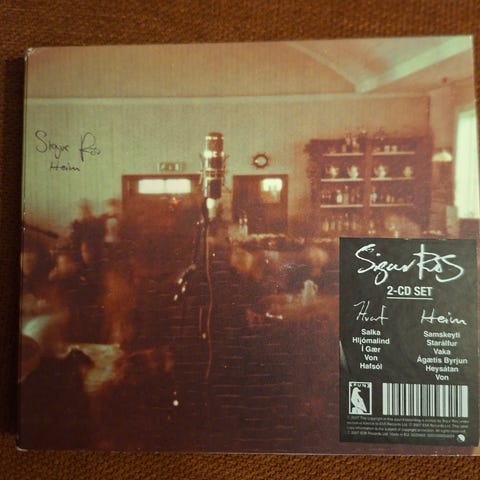 Sigur Rós
Heim
Sigur Rós
2-CD SET
Hvarf
Salka
Hljómalind
Í Gær
Von
Hafsól
Heim
Samskeyti
Starálfur
Vaka
Ágætis Byrjun
Heysátan
Von
KRUNK